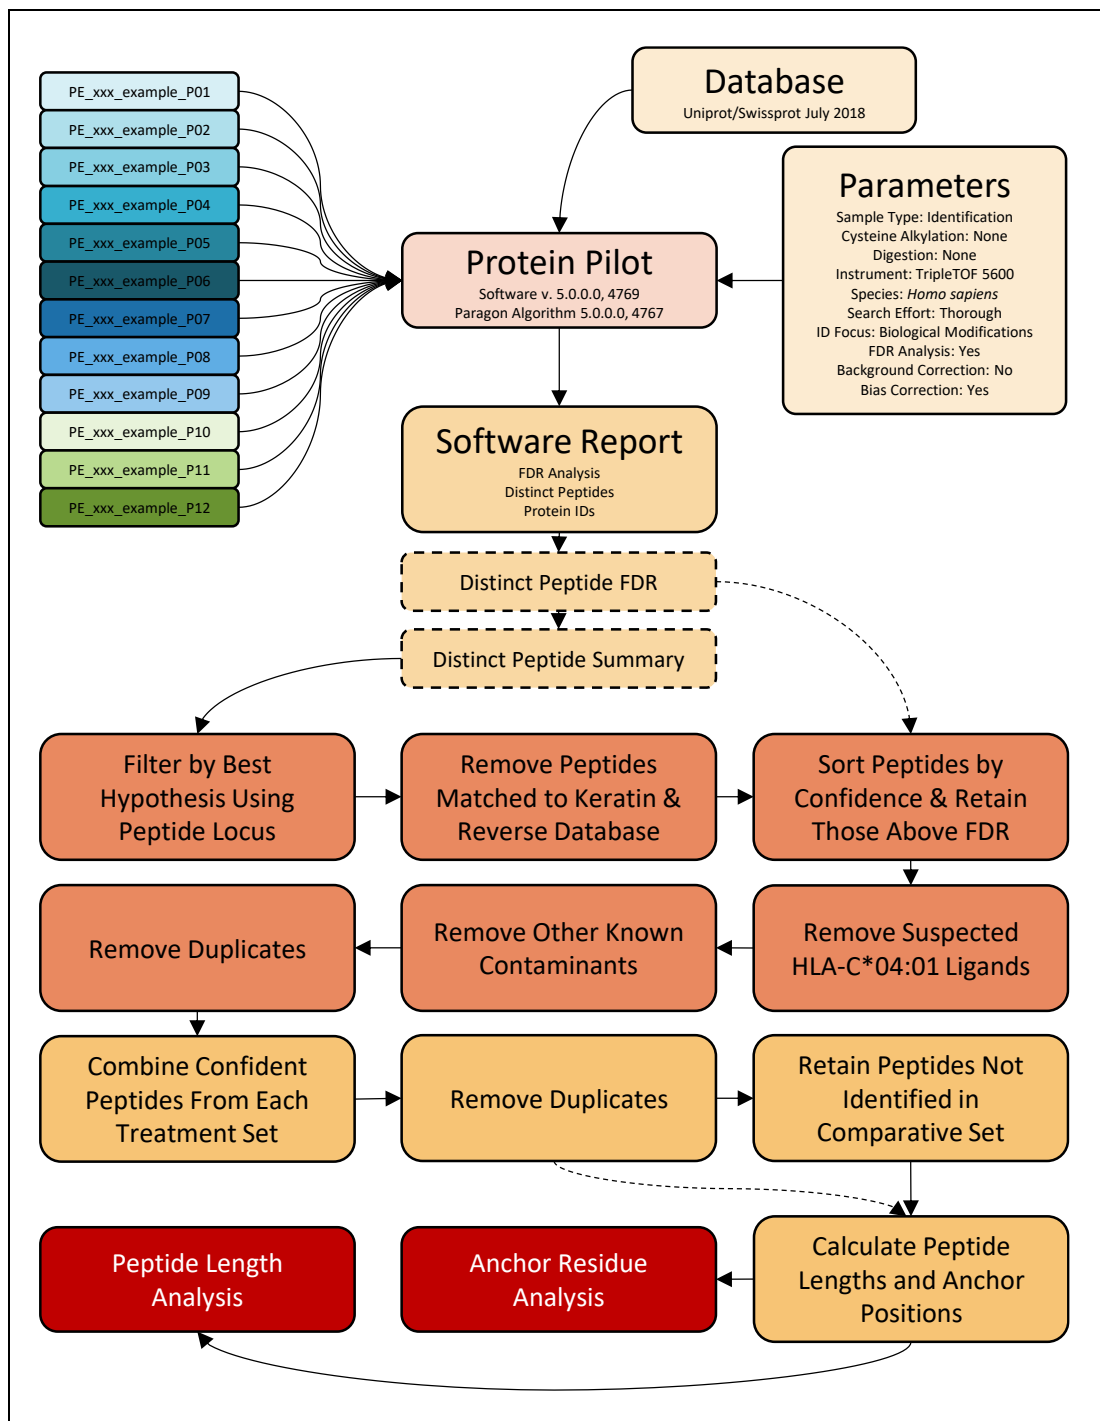 PE_xxx_example_P01
PE_xxx_example_P02
PE_xxx_example_P03
PE_xxx_example_P04
PE_xxx_example_P05
PE_xxx_example_P06
PE_xxx_example_P07
PE_xxx_example_P08
PE_xxx_example_P09
PE_xxx_example_P10
PE_xxx_example_P11
PE_xxx_example_P12
Database
Uniprot/Swissprot July 2018
Parameters
Sample Type: Identification
Cysteine Alkylation: None
Digestion: None
Instrument: TripleTOF 5600
Species: Homo sapiens
Search Effort: Thorough
ID Focus: Biological Modifications
FDR Analysis: Yes
Background Correction: No
Bias Correction: Yes
Protein Pilot
Software v. 5.0.0.0, 4769
Paragon Algorithm 5.0.0.0, 4767
Software Report
FDR Analysis
Distinct Peptides
Protein IDs
Distinct Peptide FDR
Distinct Peptide Summary
Filter by Best
Hypothesis Using
Peptide Locus
Remove Peptides
Matched to Keratin &
Reverse Database
Sort Peptides by
Confidence & Retain
Those Above FDR
Remove Duplicates
Remove Other Known
Contaminants
Remove Suspected
HLA-C*04:01 Ligands
Combine Confident
Peptides From Each
Treatment Set
Remove Duplicates
Retain Peptides Not
Identified in
Comparative Set
Peptide Length
Analysis
Anchor Residue
Analysis
Calculate Peptide
Lengths and Anchor
Positions